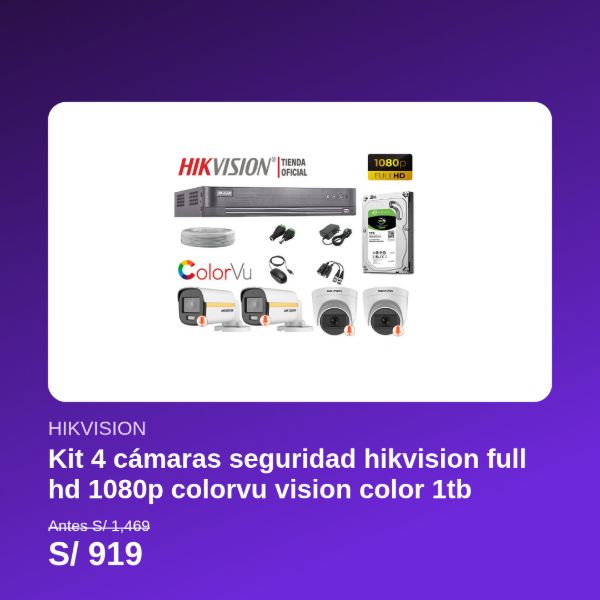 HIKVISION® TIENDA
OFICIAL
1080p
FULL HD
ColorVu
HIKVISION
Kit 4 cámaras seguridad hikvision full
hd 1080p colorvu vision color 1tb
Antes S/ 1,469
S/ 919